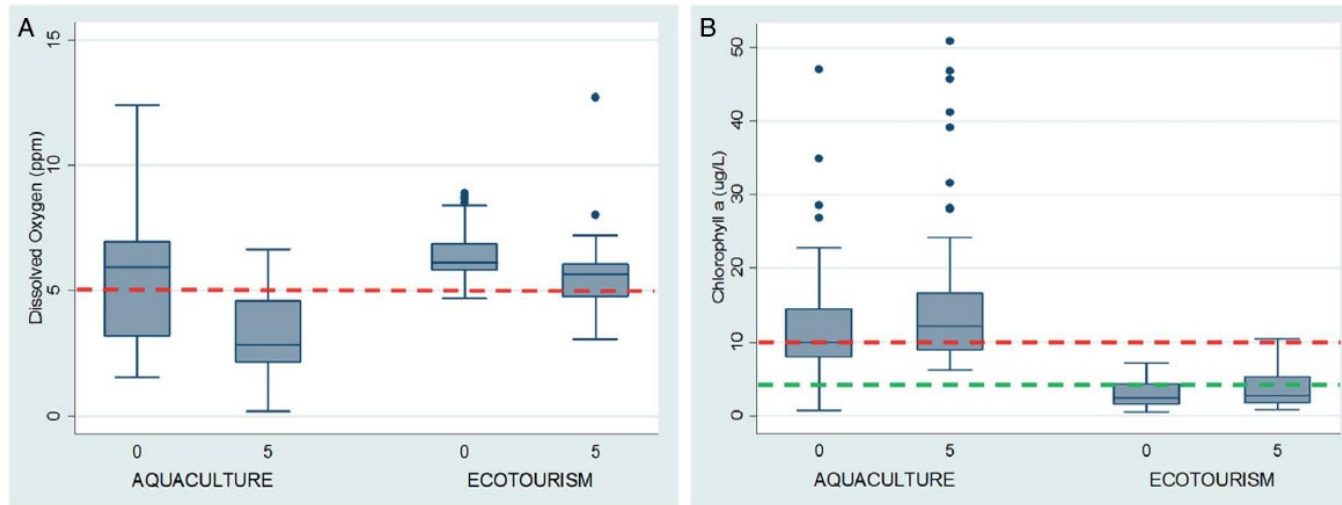 A
Dissolved Oxygen (ppm)
15
10
5
0
0 5 0 5
AQUACULTURE ECOTOURISM
B
Chlorophyll a (ug/L)
50
40
30
20
10
0
0 5 0 5
AQUACULTURE ECOTOURISM